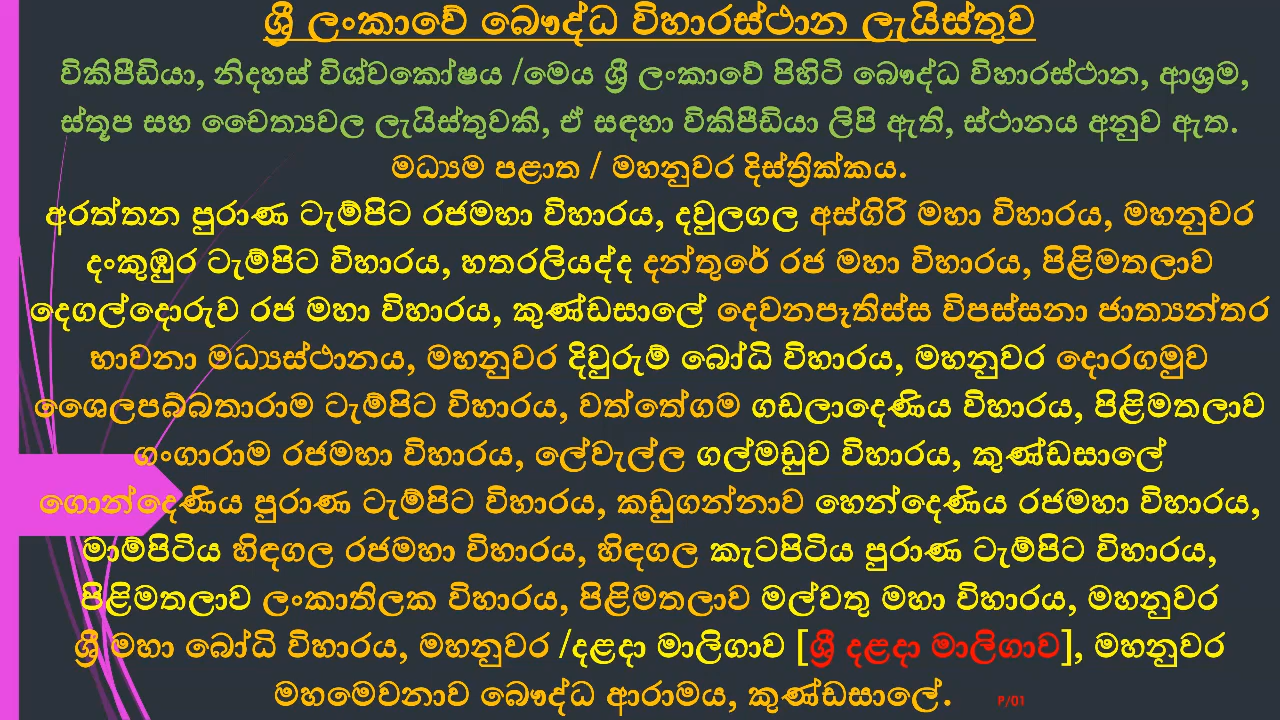 ශ්‍රී ලංකාවේ බෞද්ධ විහාරස්ථාන ලැයිස්තුව
විකිපීඩියා, නිදහස් විශ්වකෝෂය /මෙය ශ්‍රී ලංකාවේ පිහිටි බෞද්ධ විහාරස්ථාන, ආශ්‍රම,
ස්තූප සහ චෛත්‍යවල ලැයිස්තුවකි, ඒ සඳහා විකිපීඩියා ලිපි ඇති, ස්ථානය අනුව ඇත.
මධ්‍යම පළාත / මහනුවර දිස්ත්‍රික්කය.
අරත්තන පුරාණ ටැම්පිට රජමහා විහාරය, දවුලගල අස්ගිරි මහා විහාරය, මහනුවර
දංකුඹුර ටැම්පිට විහාරය, හතරලියද්ද දන්තුරේ රජ මහා විහාරය, පිළිමතලාව
දෙගල්දොරුව රජ මහා විහාරය, කුණ්ඩසාලේ දෙවනපෑතිස්ස විපස්සනා ජාත්‍යන්තර
භාවනා මධ්‍යස්ථානය, මහනුවර දිවුරුම් බෝධි විහාරය, මහනුවර දොරගමුව
ශෛලපබ්බතාරාම ටැම්පිට විහාරය, වත්තේගම ගඩලාදෙණිය විහාරය, පිළිමතලාව
ගංගාරාම රජමහා විහාරය, ලේවැල්ල ගල්මඩුව විහාරය, කුණ්ඩසාලේ
ගොන්දෙණිය පුරාණ ටැම්පිට විහාරය, කඩුගන්නාව හෙන්දෙණිය රජමහා විහාරය,
මාම්පිටිය හිඳගල රජමහා විහාරය, හිඳගල කැටපිටිය පුරාණ ටැම්පිට විහාරය,
පිළිමතලාව ලංකාතිලක විහාරය, පිළිමතලාව මල්වතු මහා විහාරය, මහනුවර
ශ්‍රී මහා බෝධි විහාරය, මහනුවර /දළදා මාලිගාව [ශ්‍රී දළදා මාලිගාව], මහනුවර
මහමෙවනාව බෞද්ධ ආරාමය, කුණ්ඩසාලේ. P/01